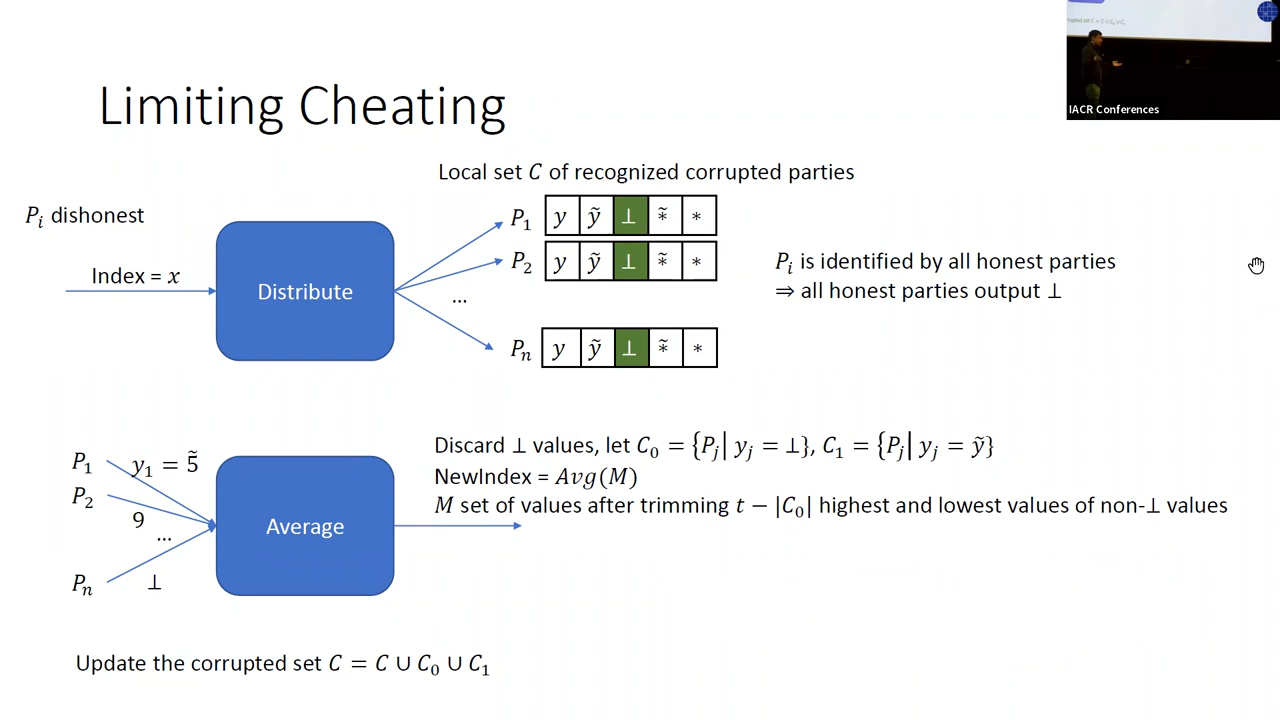 Limiting Cheating
IACR Conferences
Local set C of recognized corrupted parties
P_i dishonest
Index = x
Distribute
P_1 y ỹ ⊥ *̃ *
P_2 y ỹ ⊥ *̃ *
...
P_n y ỹ ⊥ *̃ *
P_i is identified by all honest parties
⇒ all honest parties output ⊥
P_1 y_1 = 5̃
P_2 9
...
P_n ⊥
Average
Discard ⊥ values, let C_0 = {P_j| y_j = ⊥}, C_1 = {P_j| y_j = ỹ}
NewIndex = Avg(M)
M set of values after trimming t − |C_0| highest and lowest values of non-⊥ values
Update the corrupted set C = C ∪ C_0 ∪ C_1